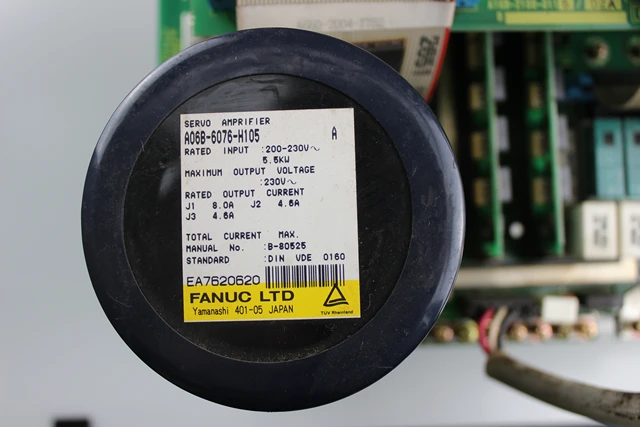 SERVO AMPRIFIER
A06B-6076-H105 A
RATED INPUT :200-230V~
5.5KW
MAXIMUM OUTPUT VOLTAGE
:230V~
RATED OUTPUT CURRENT
J1 8.0A J2 4.6A
J3 4.6A
TOTAL CURRENT MAX.
MANUAL No. :B-80525
STANDARD :DIN VDE 0160
EA7620620
FANUC LTD
Yamanashi 401-05 JAPAN
TUV Rheinland